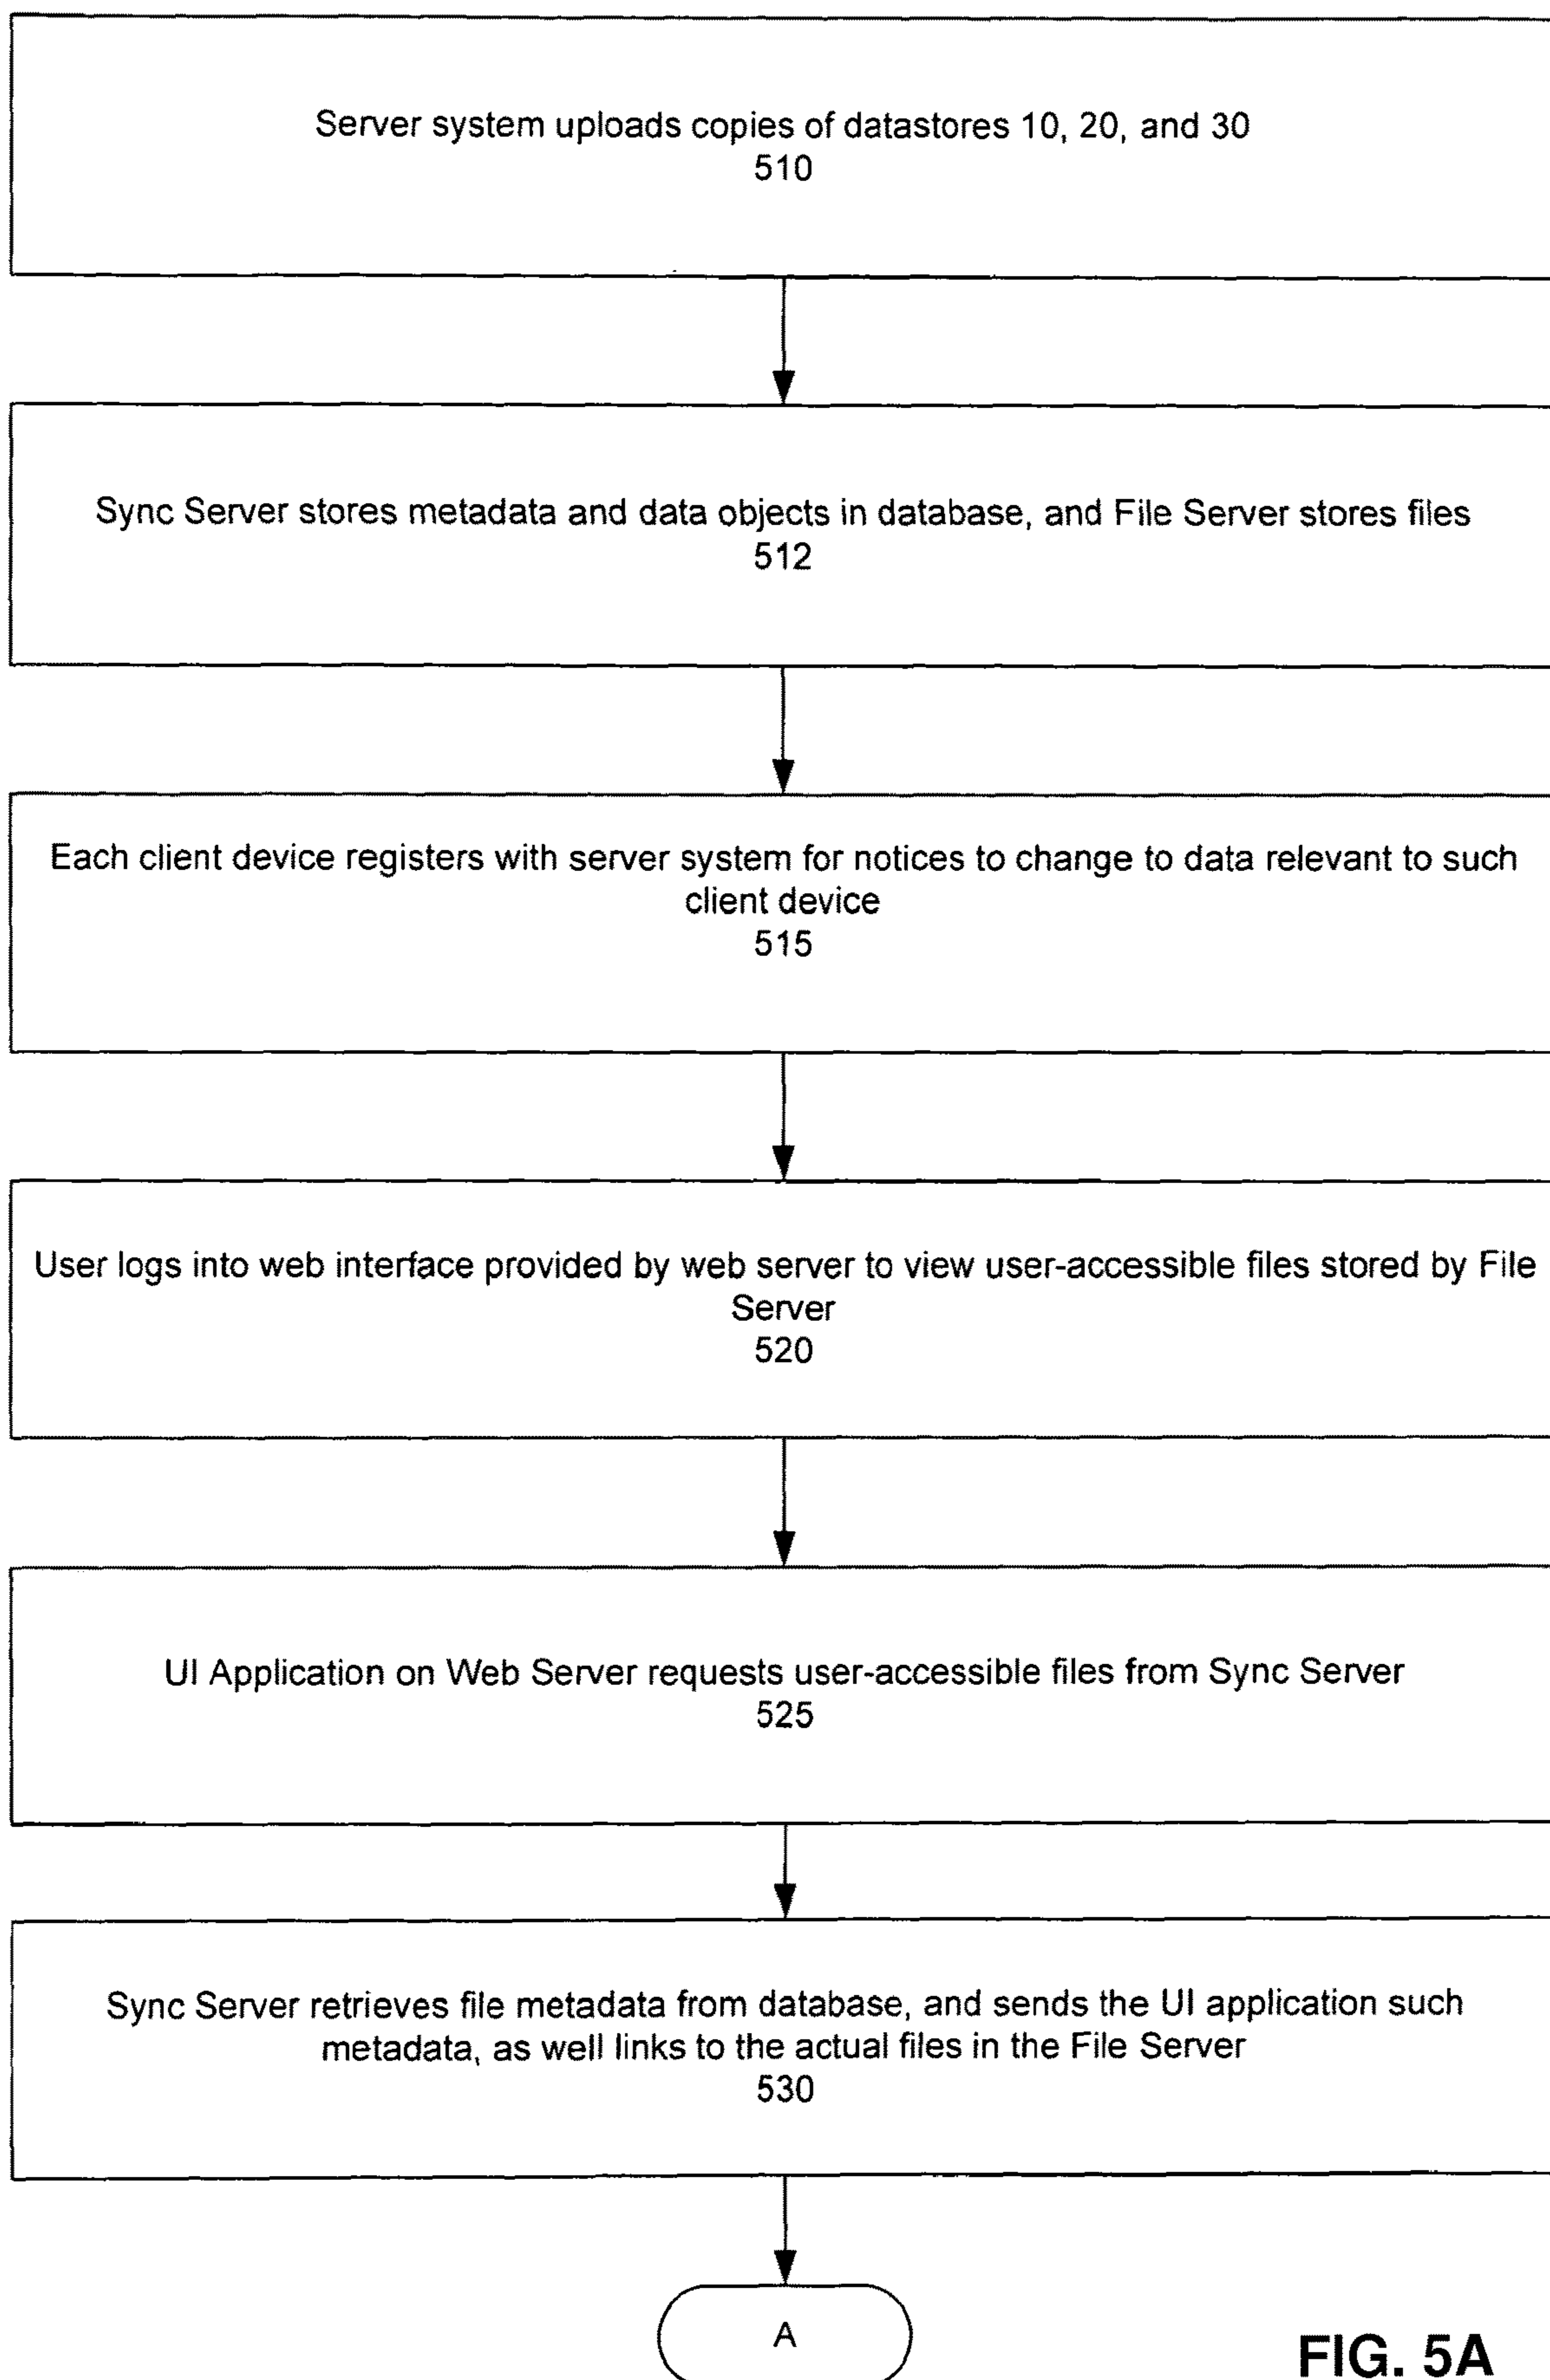 Server system uploads copies of datastores 10, 20, and 30
510
Sync Server stores metadata and data objects in database, and File Server stores files
512
Each client device registers with server system for notices to change to data relevant to such
client device
515
User logs into web interface provided by web server to view user-accessible files stored by File
Server
520
UI Application on Web Server requests user-accessible files from Sync Server
525
Sync Server retrieves file metadata from database, and sends the UI application such
metadata, as well links to the actual files in the File Server
530
A
FIG. 5A